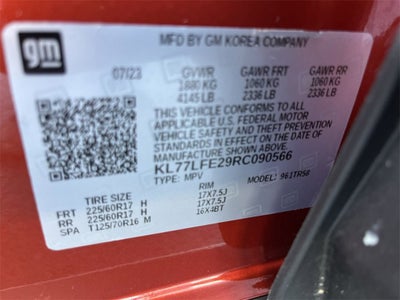 gm
MFD BY GM KOREA COMPANY
07/23 GVWR GAWR FRT GAWR RR
1880 KG 1060 KG 1060 KG
4145 LB 2336 LB 2336 LB
THIS VEHICLE CONFORMS TO ALL
APPLICABLE U.S. FEDERAL MOTOR
VEHICLE SAFETY AND THEFT
PREVENTION STANDARDS IN EFFECT ON
THE DATE OF MANUFACTURE SHOWN ABOVE.
KL77LFE29RC090566
TYPE: MPV MODEL: 1TR58
TIRE SIZE RIM
FRT 225/60R17 H 17X7.5J
RR 225/60R17 H 17X7.5J
SPA T125/70R16 M 16X4BT